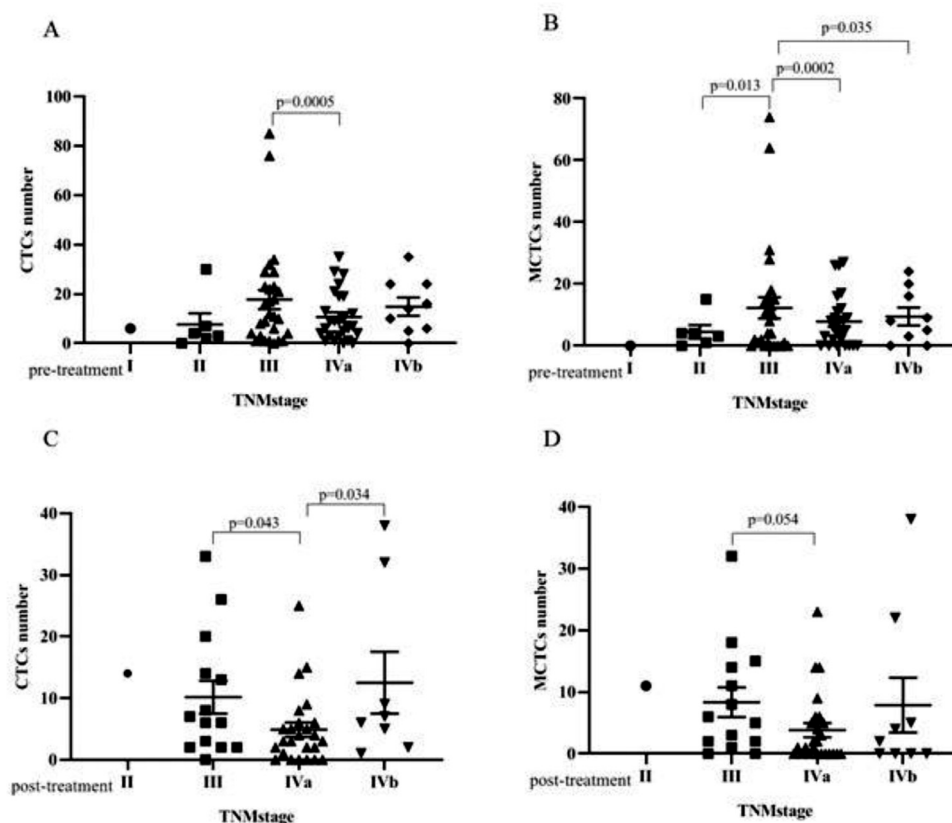 A
p=0.0005
100
80
60
40
20
0
CTCs number
pre-treatment I II III IVa IVb
TNMstage
B
p=0.035
p=0.013
p=0.0002
80
60
40
20
0
MCTCs number
pre-treatment I II III IVa IVb
TNMstage
C
p=0.034
p=0.043
40
30
20
10
0
CTCs number
post-treatment II III IVa IVb
TNMstage
D
p=0.054
40
30
20
10
0
MCTCs number
post-treatment II III IVa IVb
TNMstage